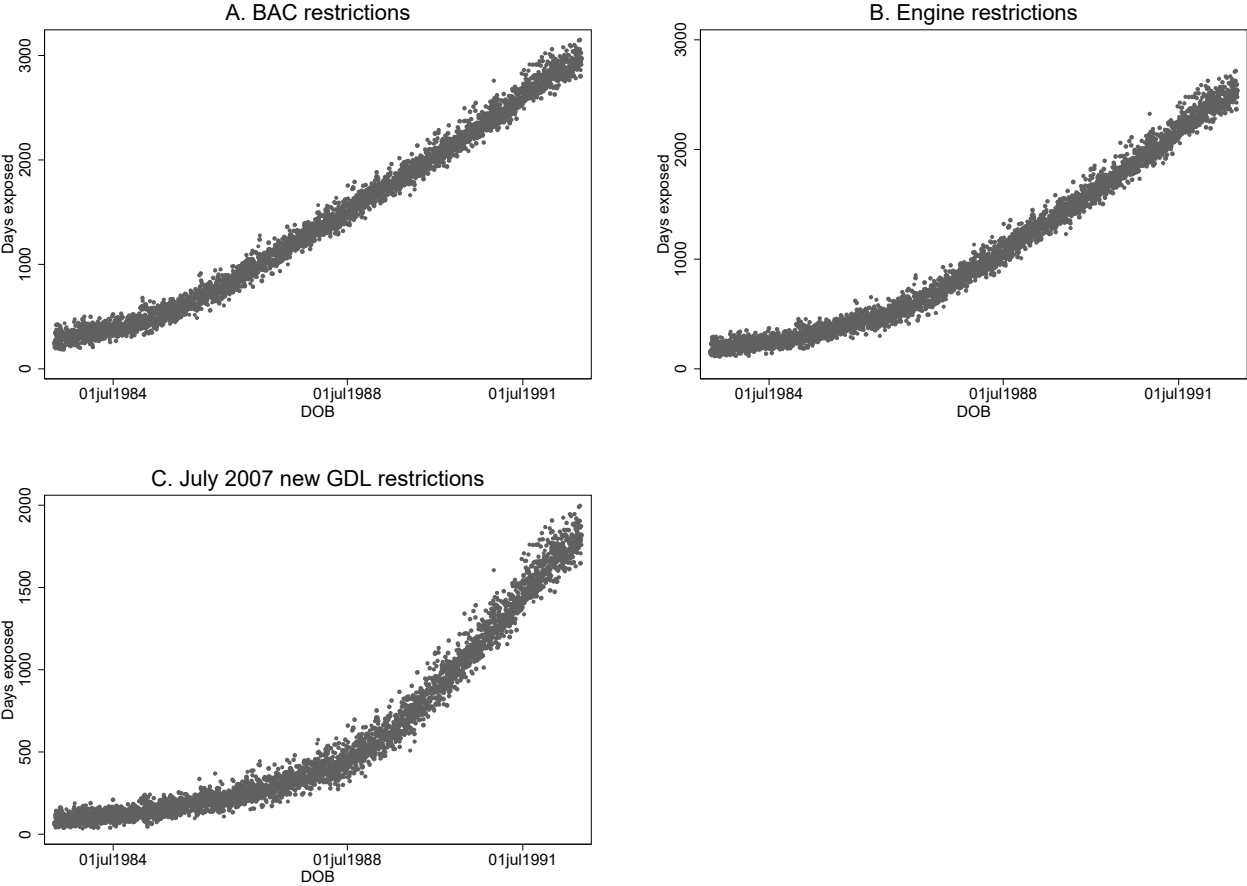 A. BAC restrictions
Days exposed
3000
2000
1000
0
01jul1984 01jul1988 01jul1991
DOB
B. Engine restrictions
Days exposed
3000
2000
1000
0
01jul1984 01jul1988 01jul1991
DOB
C. July 2007 new GDL restrictions
Days exposed
2000
1500
1000
500
0
01jul1984 01jul1988 01jul1991
DOB